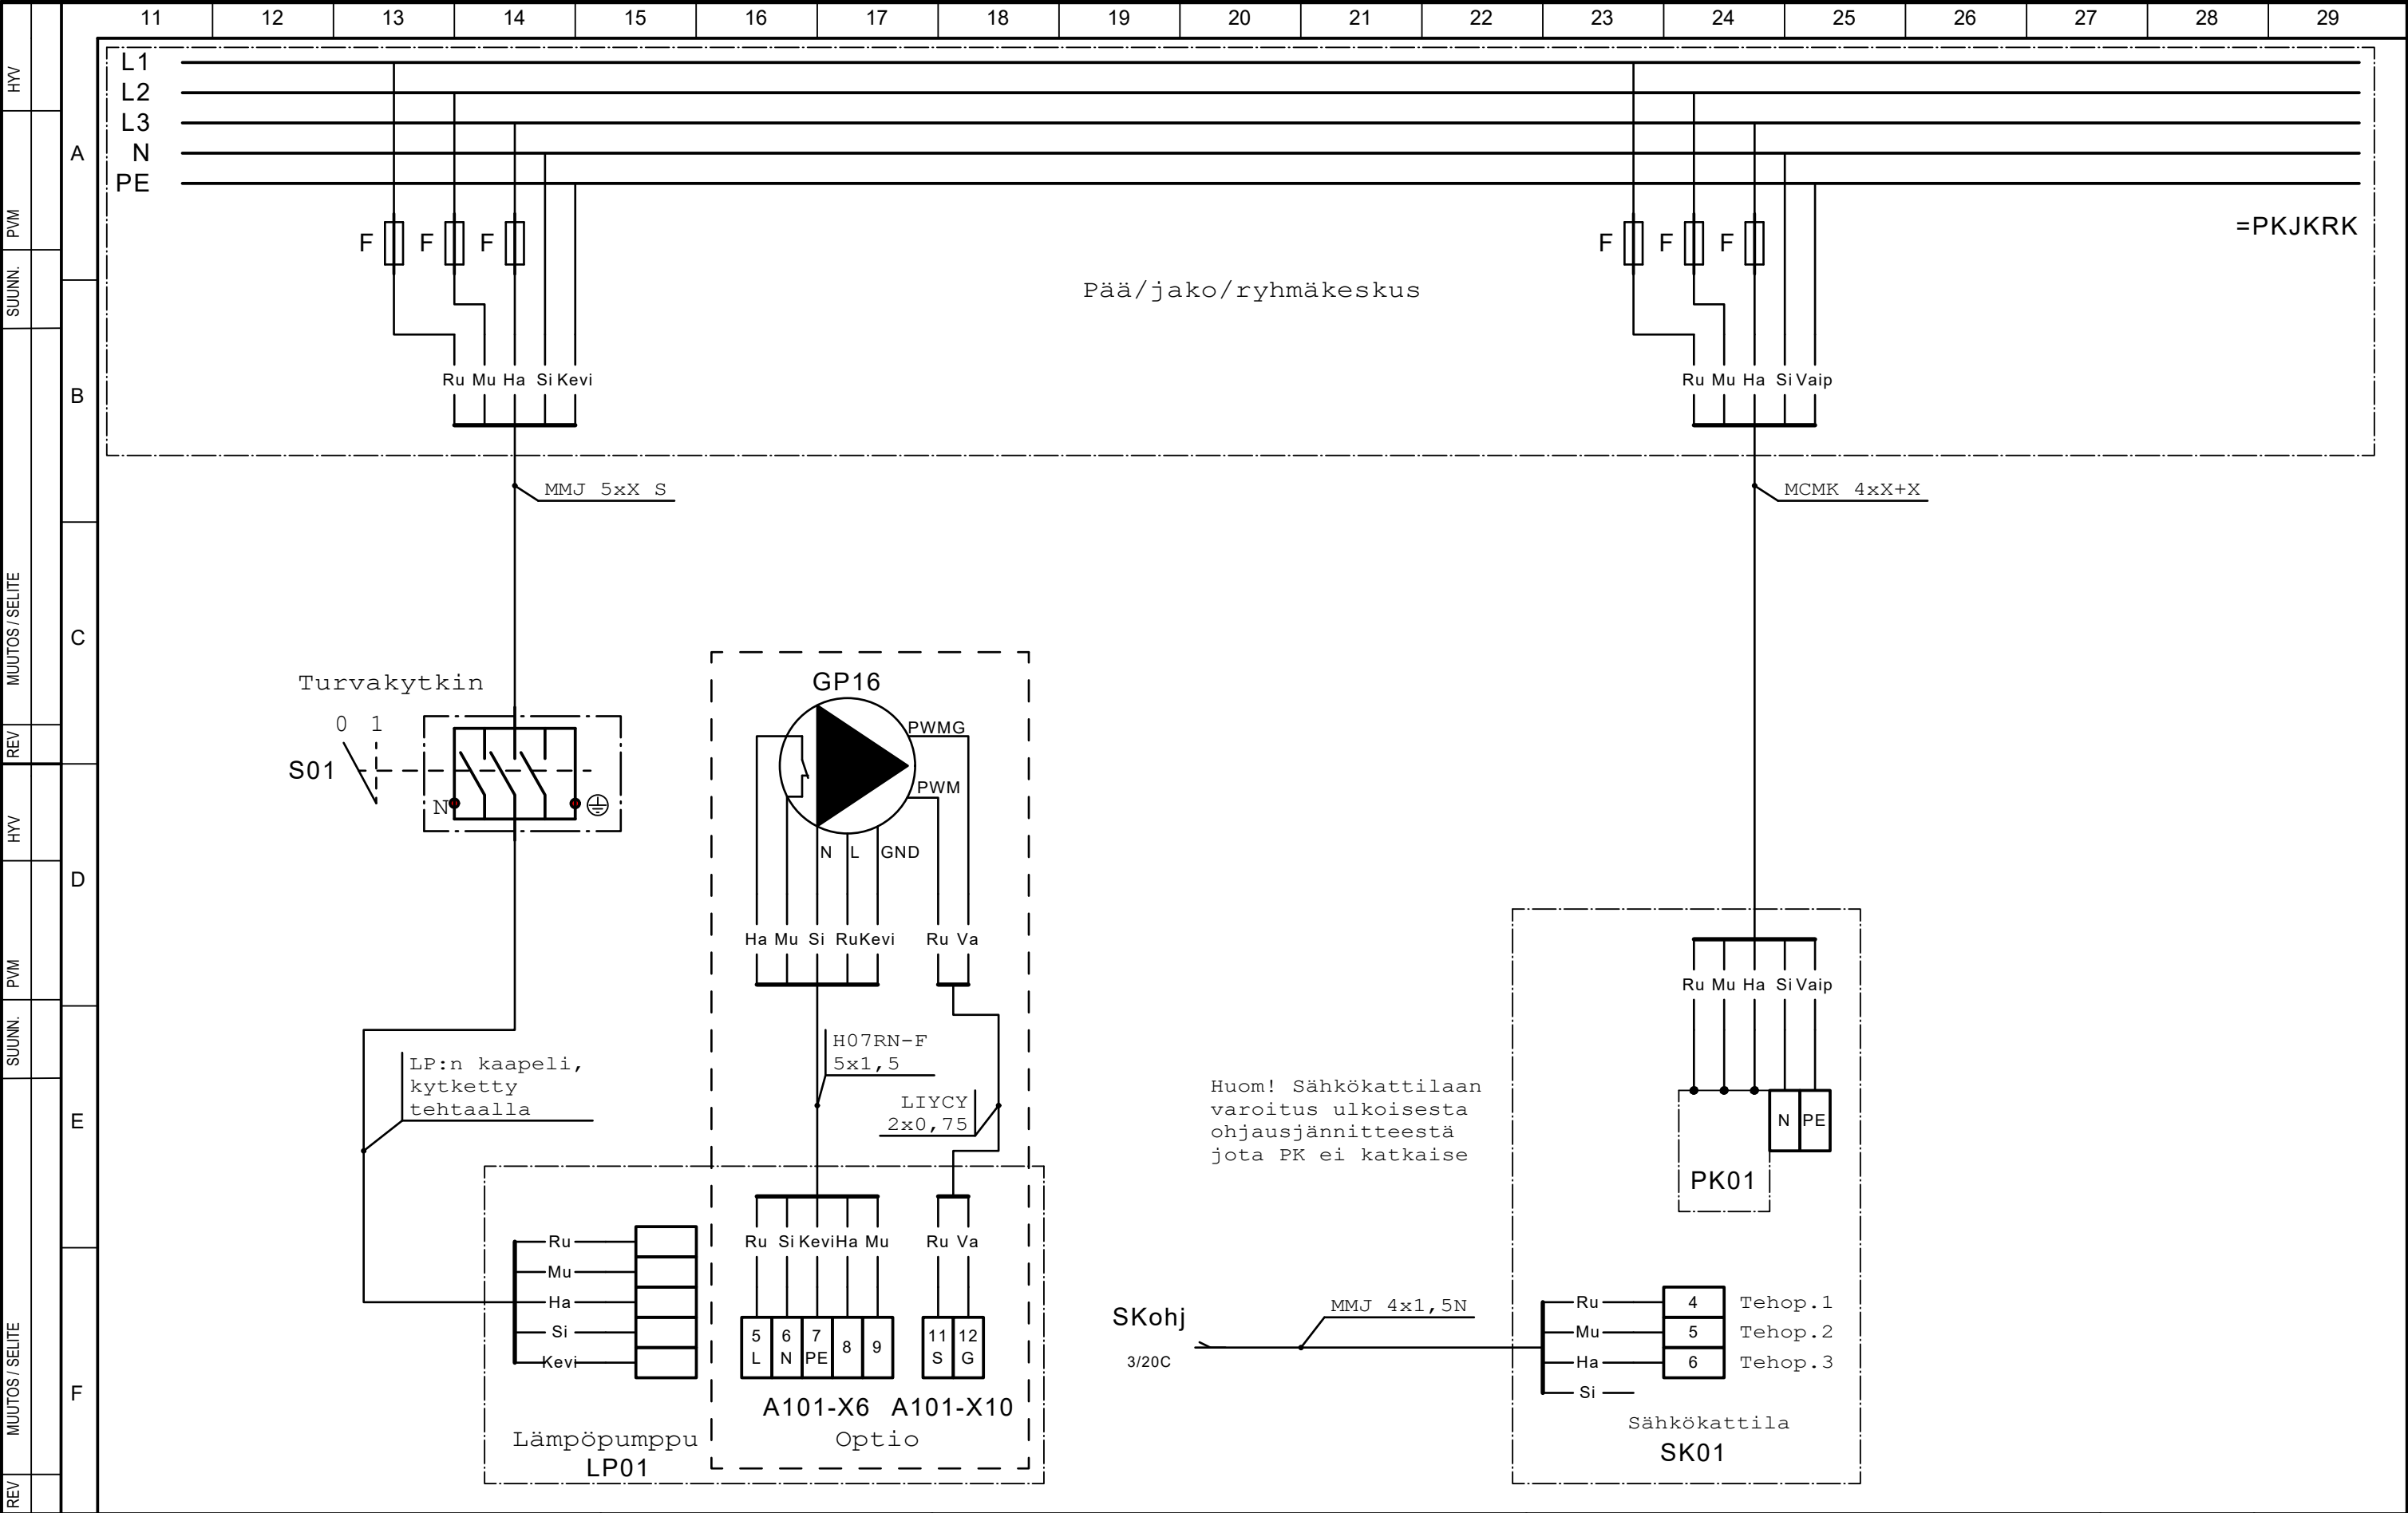 11 12 13 14 15 16 17 18 19 20 21 22 23 24 25 26 27 28 29
HYV
PVM
SUUNN.
MUUTOS / SELITE
REV
HYV
PVM
SUUNN.
MUUTOS / SELITE
REV
A
B
C
D
E
F
L1
L2
L3
N
PE
F F F
F F F
=PKJKRK
Pää/jako/ryhmäkeskus
Ru Mu Ha Si Kevi
Ru Mu Ha Si Vaip
MMJ 5xX S
MCMK 4xX+X
Turvakytkin
0 1
S01
N
GP16
PWMG
PWM
N L GND
Ha Mu Si Ru Kevi Ru Va
H07RN-F
5x1,5
LIYCY
2x0,75
LP:n kaapeli,
kytketty
tehtaalla
Ru
Mu
Ha
Si
Kevi
Ru Si Kevi Ha Mu Ru Va
5 6 7 8 9 11 12
L N PE S G
A101-X6 A101-X10
Lämpöpumppu
LP01
Optio
Huom! Sähkökattilaan
varoitus ulkoisesta
ohjausjännitteestä
jota PK ei katkaise
Ru Mu Ha Si Vaip
N PE
PK01
SKohj
3/20C
MMJ 4x1,5N
Ru 4 Tehop.1
Mu 5 Tehop.2
Ha 6 Tehop.3
Si
Sähkökattila
SK01